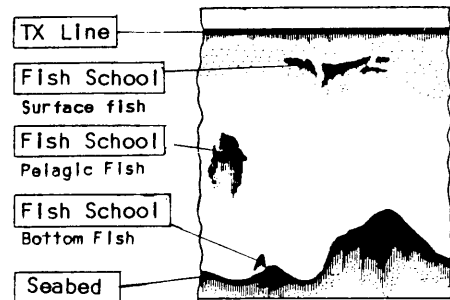 TX Line
Fish School
Surface fish
Fish School
Pelagic Fish
Fish School
Bottom Fish
Seabed